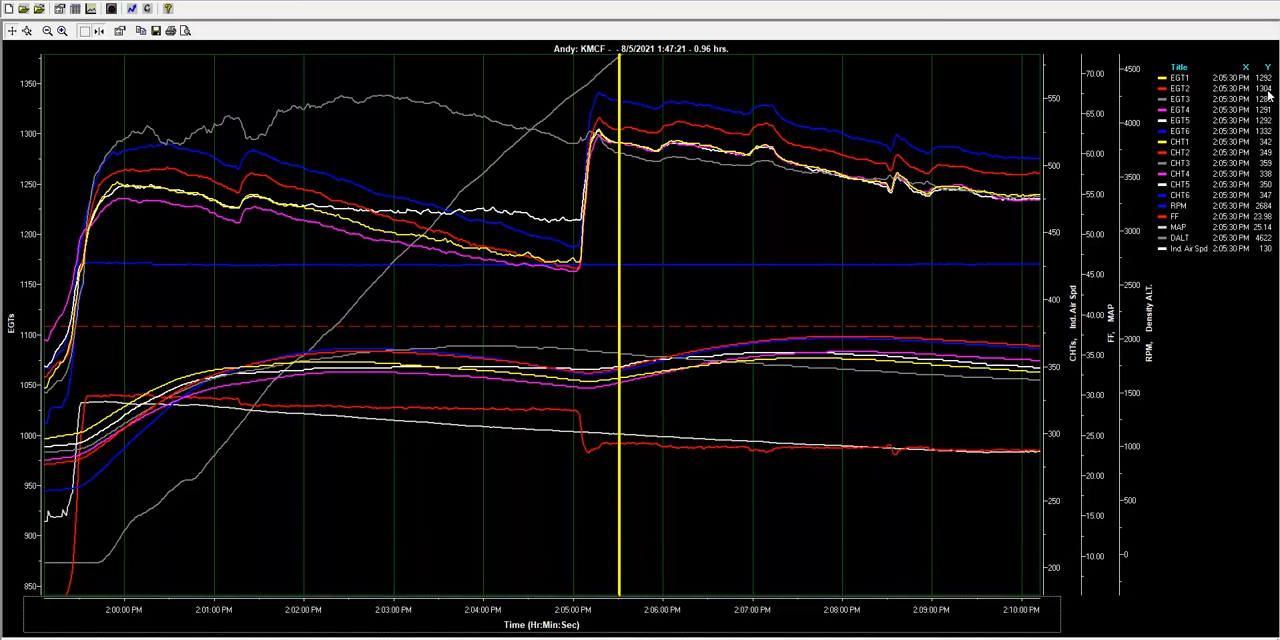 Andy: KMCF - - 8/5/2021 1:47:21 - 0.96 hrs.
Title X Y
EGT1 2:05:30 PM 1292
EGT2 2:05:30 PM 1304
EGT3 2:05:30 PM
EGT4 2:05:30 PM 1291
EGT5 2:05:30 PM 1292
EGT6 2:05:30 PM 1332
CHT1 2:05:30 PM 342
CHT2 2:05:30 PM 349
CHT3 2:05:30 PM 359
CHT4 2:05:30 PM 338
CHT5 2:05:30 PM 350
CHT6 2:05:30 PM 347
RPM 2:05:30 PM 2684
FF 2:05:30 PM 23.98
MAP 2:05:30 PM 25.14
DALT 2:05:30 PM 4622
Ind. Air Spd 2:05:30 PM 130
EGTs
1350
1300
1250
1200
1150
1100
1050
1000
950
900
850
550
500
450
400
350
300
250
200
CHTs, Ind. Air Spd
70.00
65.00
60.00
55.00
50.00
45.00
40.00
35.00
30.00
25.00
20.00
15.00
10.00
FF, MAP
4500
4000
3500
3000
2500
2000
1500
1000
500
0
RPM, Density ALT.
2:00:00 PM 2:01:00 PM 2:02:00 PM 2:03:00 PM 2:04:00 PM 2:05:00 PM 2:06:00 PM 2:07:00 PM 2:08:00 PM 2:09:00 PM 2:10:00 PM
Time (Hr:Min:Sec)